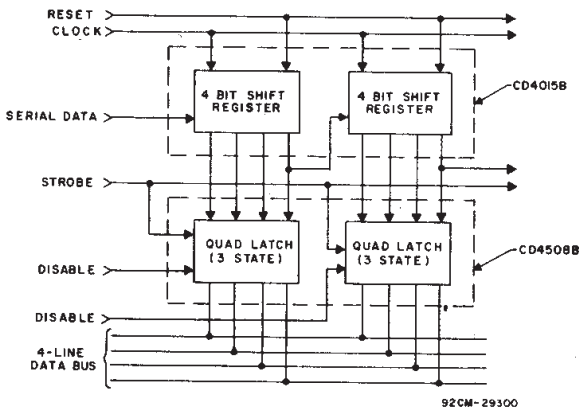 RESET
CLOCK
4 BIT SHIFT
REGISTER
4 BIT SHIFT
REGISTER
CD4015B
SERIAL DATA
STROBE
QUAD LATCH
(3 STATE)
QUAD LATCH
(3 STATE)
CD4508B
DISABLE
DISABLE
4-LINE
DATA BUS
92CM-29300